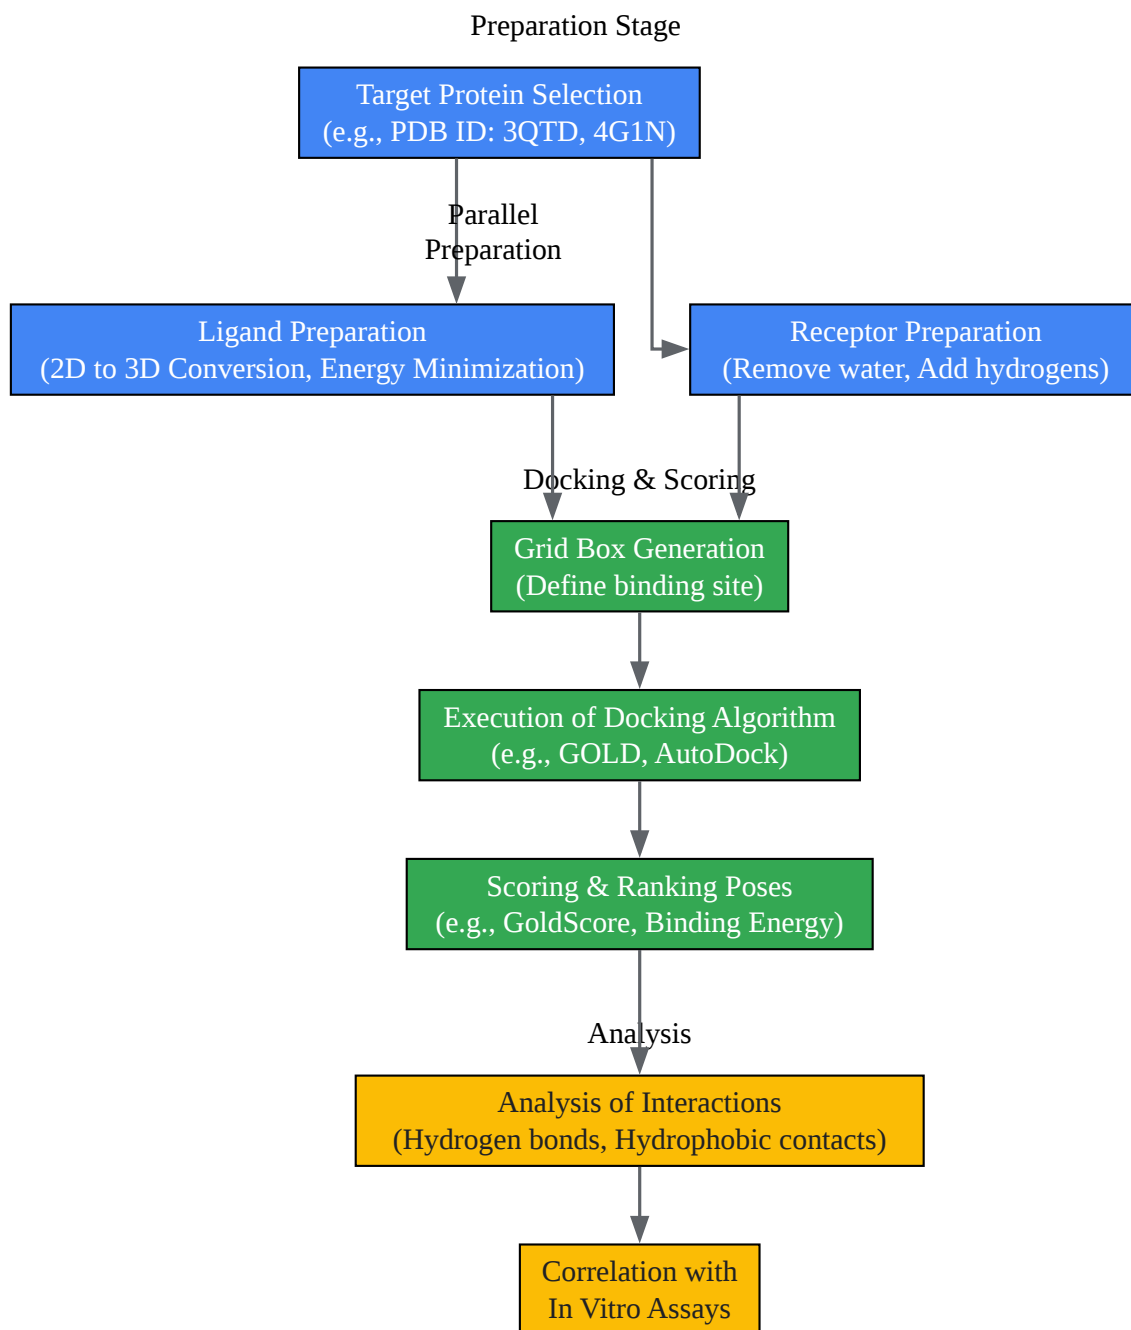 Preparation Stage
Target Protein Selection
(e.g., PDB ID: 3QTD, 4G1N)
Parallel
Preparation
Ligand Preparation
(2D to 3D Conversion, Energy Minimization)
Receptor Preparation
(Remove water, Add hydrogens)
Docking & Scoring
Grid Box Generation
(Define binding site)
Execution of Docking Algorithm
(e.g., GOLD, AutoDock)
Scoring & Ranking Poses
(e.g., GoldScore, Binding Energy)
Analysis
Analysis of Interactions
(Hydrogen bonds, Hydrophobic contacts)
Correlation with
In Vitro Assays